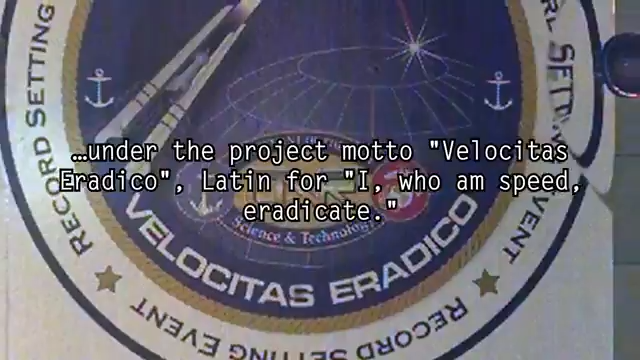 …under the project motto "Velocitas
Eradico", Latin for "I, who am speed,
eradicate."
RECORD SETTING
RECORD SETTING EVENT
Science & Technology
VELOCITAS ERADICO